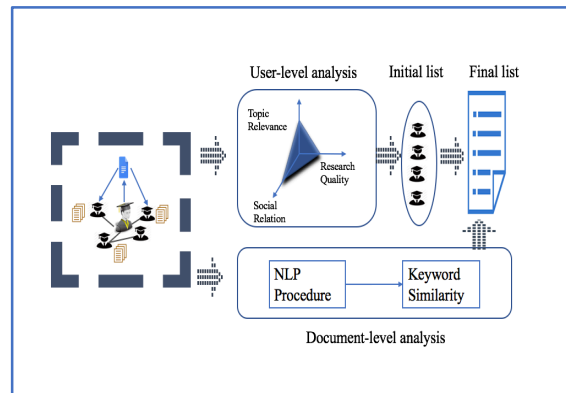 User-level analysis
Initial list
Final list
Topic
Relevance
Research
Quality
Social
Relation
NLP
Procedure
Keyword
Similarity
Document-level analysis